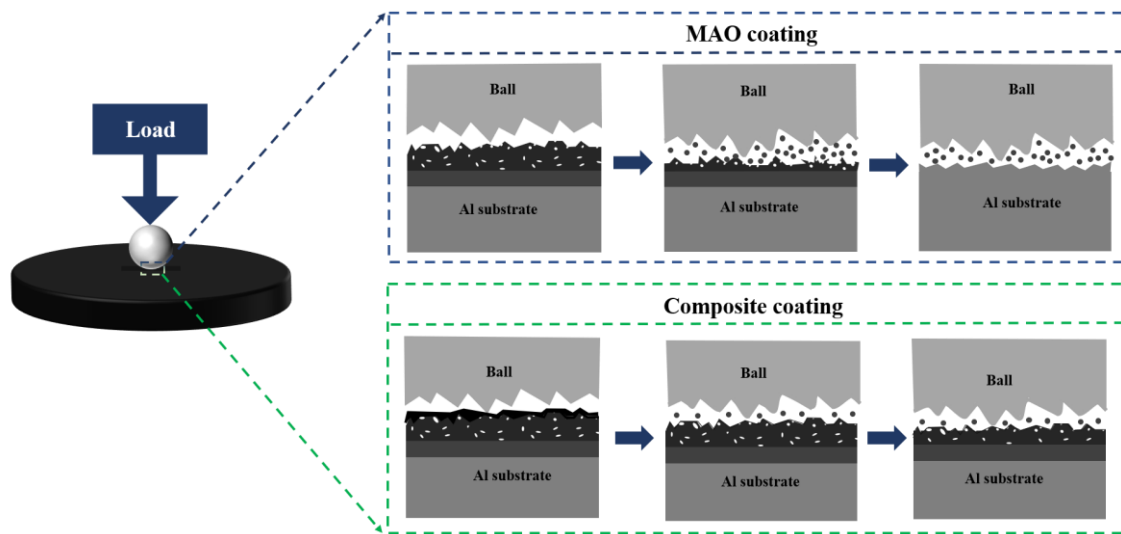 Load
MAO coating
Ball
Ball
Ball
Al substrate
Al substrate
Al substrate
Composite coating
Ball
Ball
Ball
Al substrate
Al substrate
Al substrate